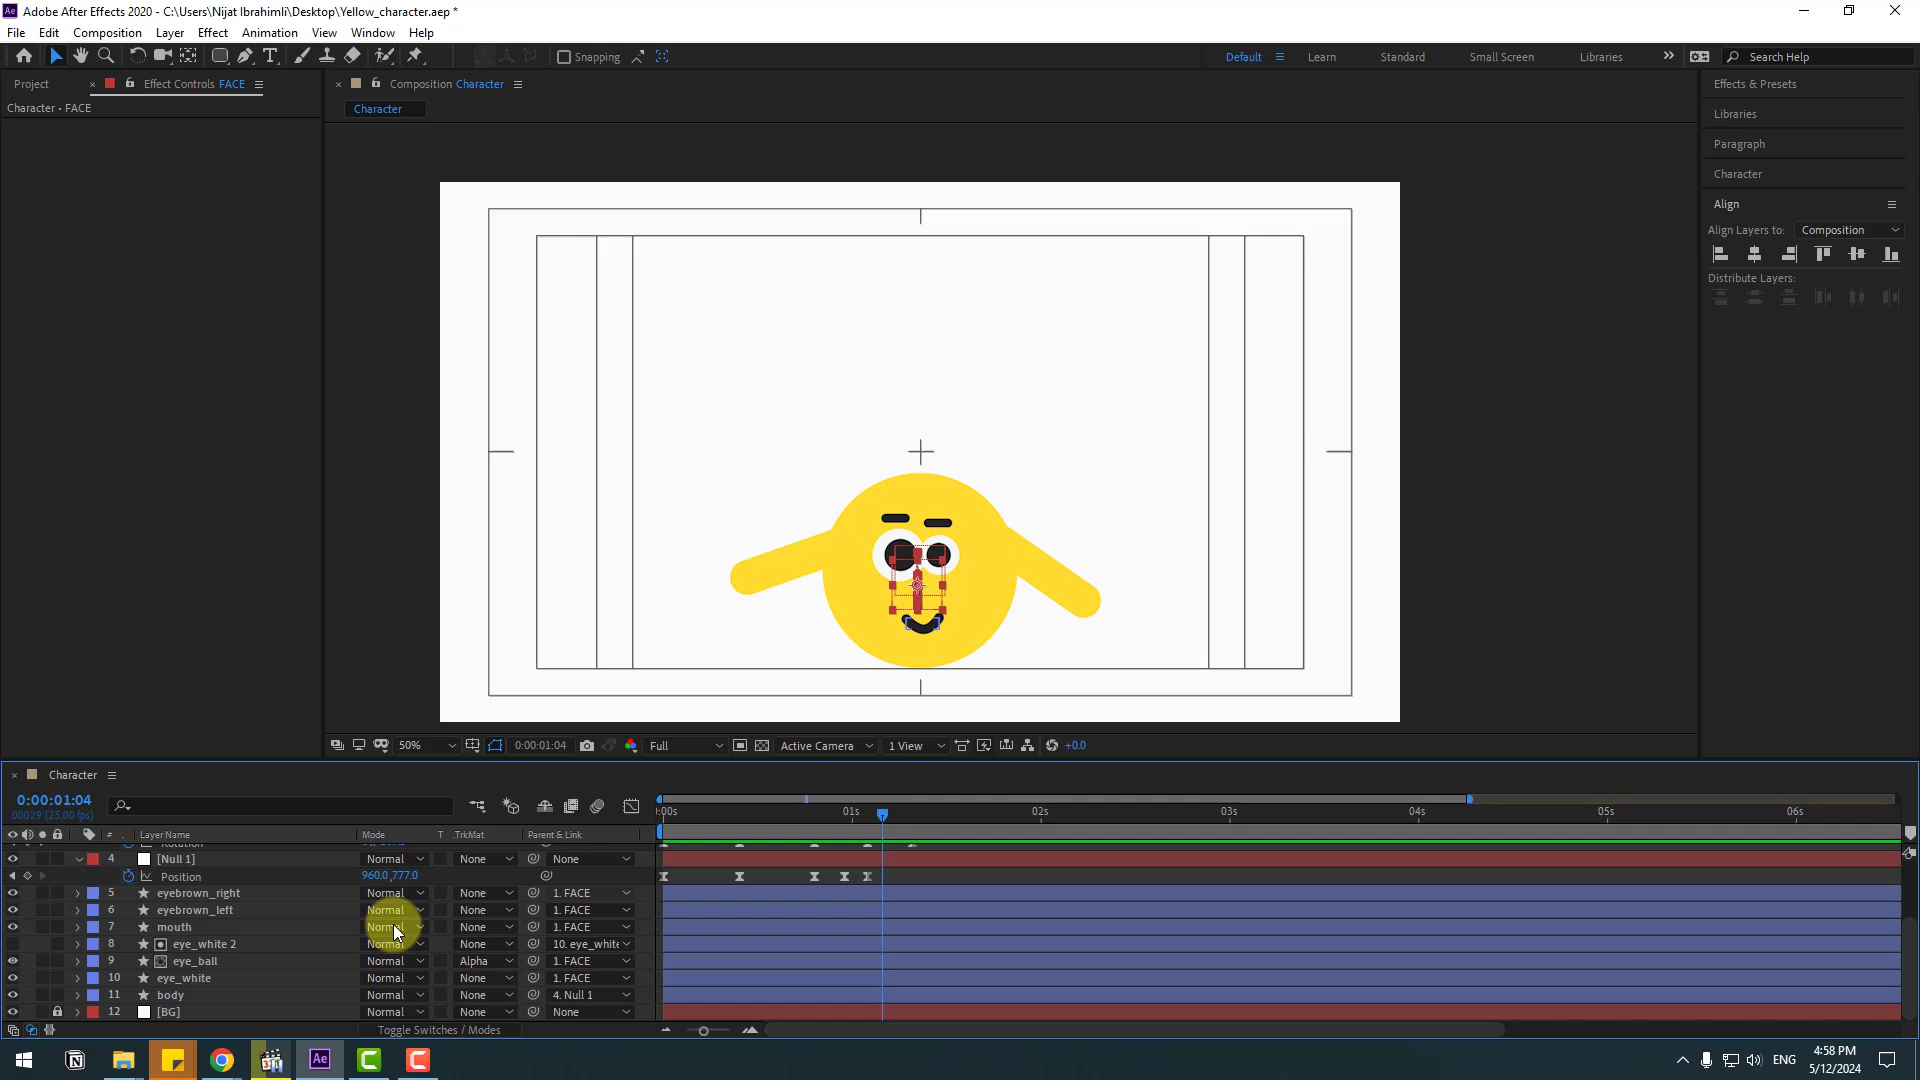 Adobe After Effects 2020 - C:\Users\Nijat Ibrahimli\Desktop\Yellow_character.aep *
File Edit Composition Layer Effect Animation View Window Help
Snapping
Default Learn Standard Small Screen Libraries Search Help
Project Effect Controls FACE
Composition Character
Character • FACE
Character
Effects & Presets
Libraries
Paragraph
Character
Align
Align Layers to: Composition
Distribute Layers:
50% 0:00:01:04 Full Active Camera 1 View +0.0
Character
0:00:01:04
00029 (25.00 fps)
:00s 01s 02s 03s 04s 05s 06s
# Layer Name Mode T .TrkMat Parent & Link
4 [Null 1] Normal None None
Position 960.0,777.0
5 eyebrown_right Normal None 1. FACE
6 eyebrown_left Normal None 1. FACE
7 mouth Normal None 1. FACE
8 eye_white 2 Normal None 10. eye_white
9 eye_ball Normal Alpha 1. FACE
10 eye_white Normal None 1. FACE
11 body Normal None 4. Null 1
12 [BG] Normal None None
Toggle Switches / Modes
ENG
4:58 PM
5/12/2024